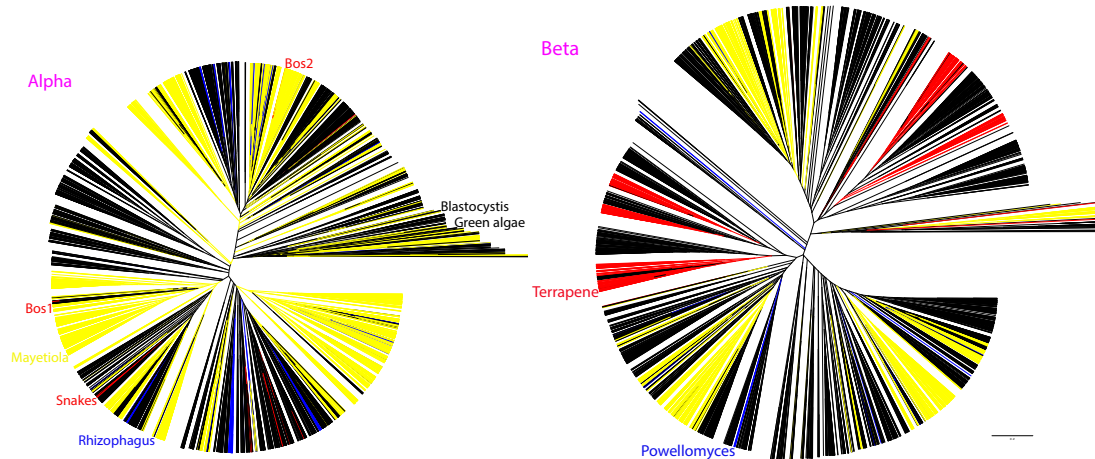 Alpha
Bos2
Blastocystis
Green algae
Bos1
Mayetiola
Snakes
Rhizophagus
Beta
Terrapene
Powellomyces